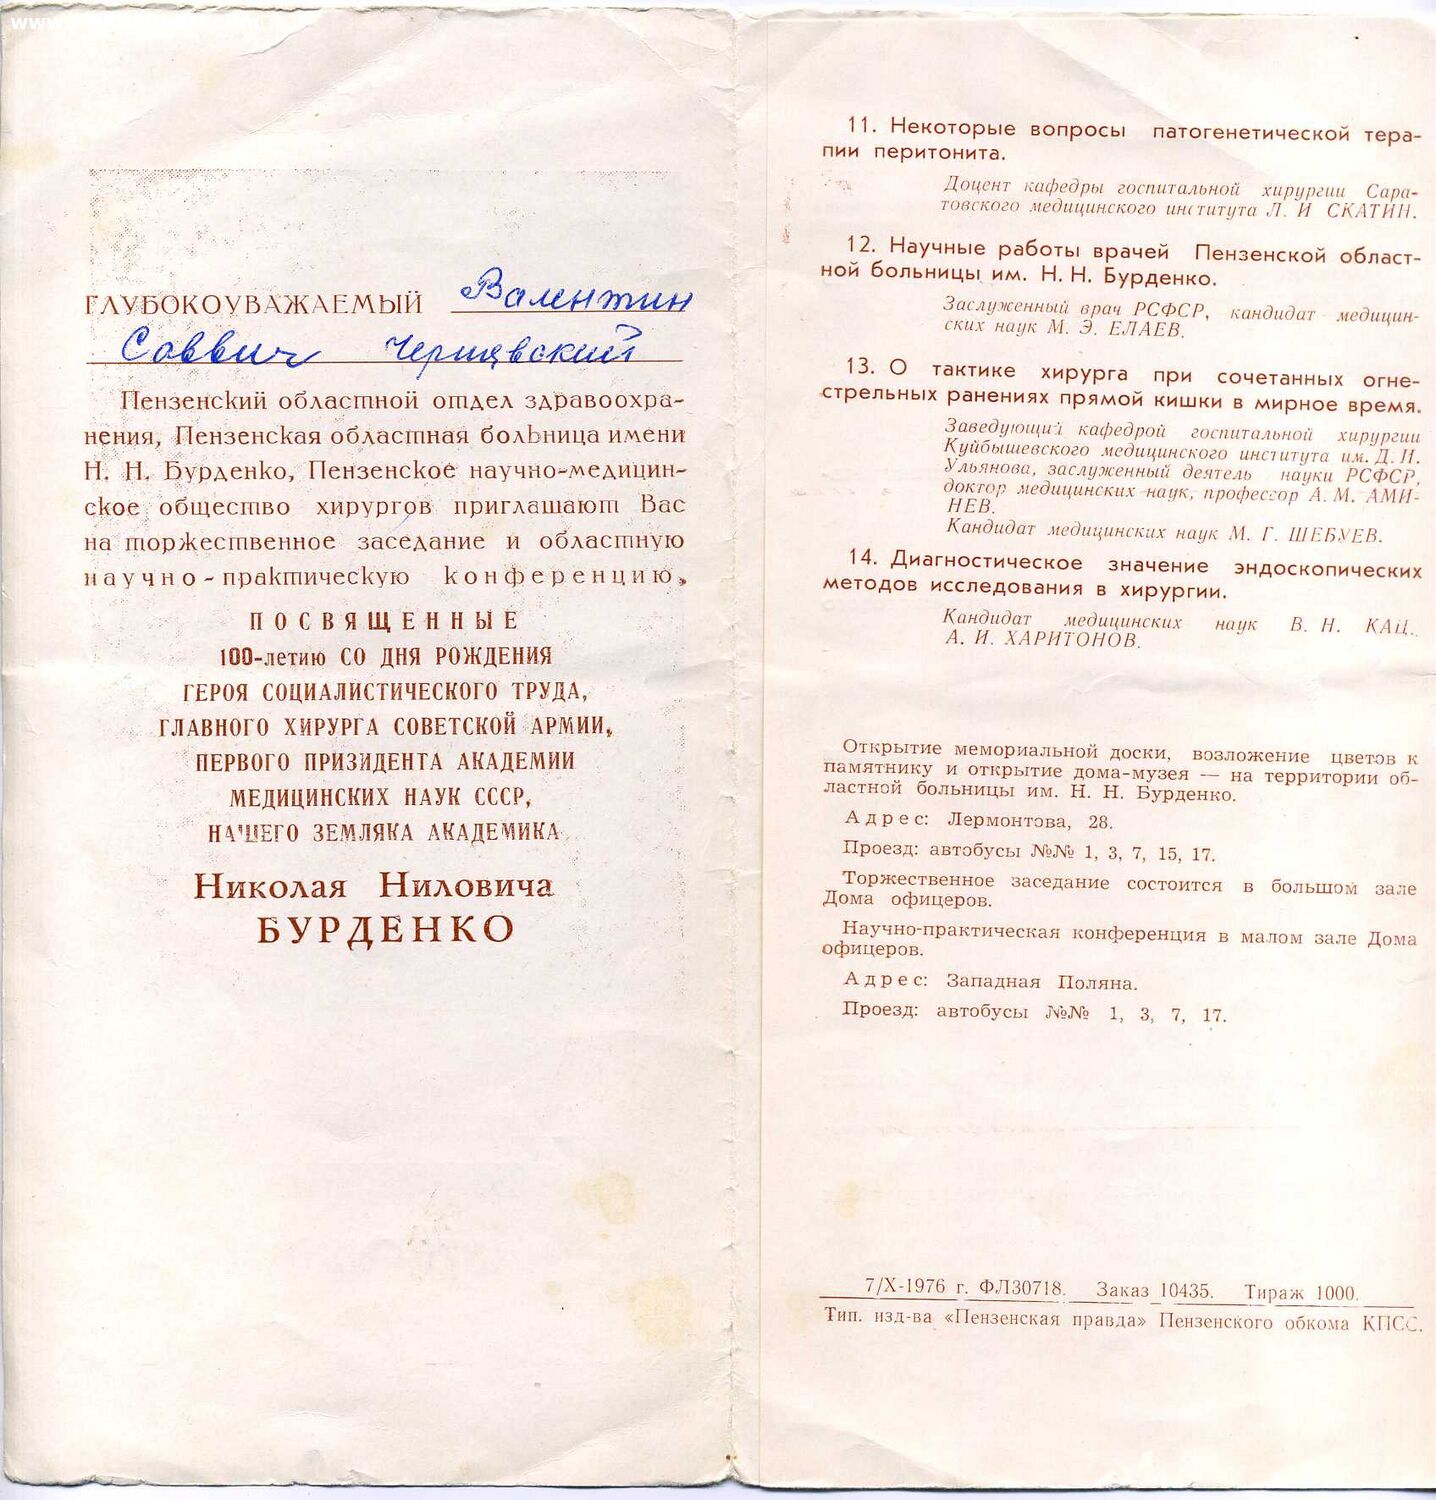 ГЛУБОКОУВАЖАЕМЫЙ Валентин
Саввич Чернявский
Пензенский областной отдел здравоохра-
нения, Пензенская областная больница имени
Н. Н. Бурденко, Пензенское научно-медицин-
ское общество хирургов приглашают Вас
на торжественное заседание и областную
научно-практическую конференцию,
ПОСВЯЩЕННЫЕ
100-летию СО ДНЯ РОЖДЕНИЯ
ГЕРОЯ СОЦИАЛИСТИЧЕСКОГО ТРУДА,
ГЛАВНОГО ХИРУРГА СОВЕТСКОЙ АРМИИ,
ПЕРВОГО ПРИЗИДЕНТА АКАДЕМИИ
МЕДИЦИНСКИХ НАУК СССР,
НАШЕГО ЗЕМЛЯКА АКАДЕМИКА
Николая Ниловича
БУРДЕНКО
11. Некоторые вопросы патогенетической тера-
пии перитонита.
Доцент кафедры госпитальной хирургии Сара-
товского медицинского института Л. И СКАТИН.
12. Научные работы врачей Пензенской област-
ной больницы им. Н. Н. Бурденко.
Заслуженный врач РСФСР, кандидат медицин-
ских наук М. Э. ЕЛАЕВ.
13. О тактике хирурга при сочетанных огне-
стрельных ранениях прямой кишки в мирное время.
Заведующий кафедрой госпитальной хирургии
Куйбышевского медицинского института им. Д. И.
Ульянова, заслуженный деятель науки РСФСР,
доктор медицинских наук, профессор А. М. АМИ-
НЕВ.
Кандидат медицинских наук М. Г. ШЕБУЕВ.
14. Диагностическое значение эндоскопических
методов исследования в хирургии.
Кандидат медицинских наук В. Н. КАЦ.
А. И. ХАРИТОНОВ.
Открытие мемориальной доски, возложение цветов к
памятнику и открытие дома-музея — на территории об-
ластной больницы им. Н. Н. Бурденко.
Адрес: Лермонтова, 28.
Проезд: автобусы №№ 1, 3, 7, 15, 17.
Торжественное заседание состоится в большом зале
Дома офицеров.
Научно-практическая конференция в малом зале Дома
офицеров.
Адрес: Западная Поляна.
Проезд: автобусы №№ 1, 3, 7, 17.
7/X-1976 г. ФЛ30718. Заказ 10435. Тираж 1000.
Тип. изд-ва «Пензенская правда» Пензенского обкома КПСС.